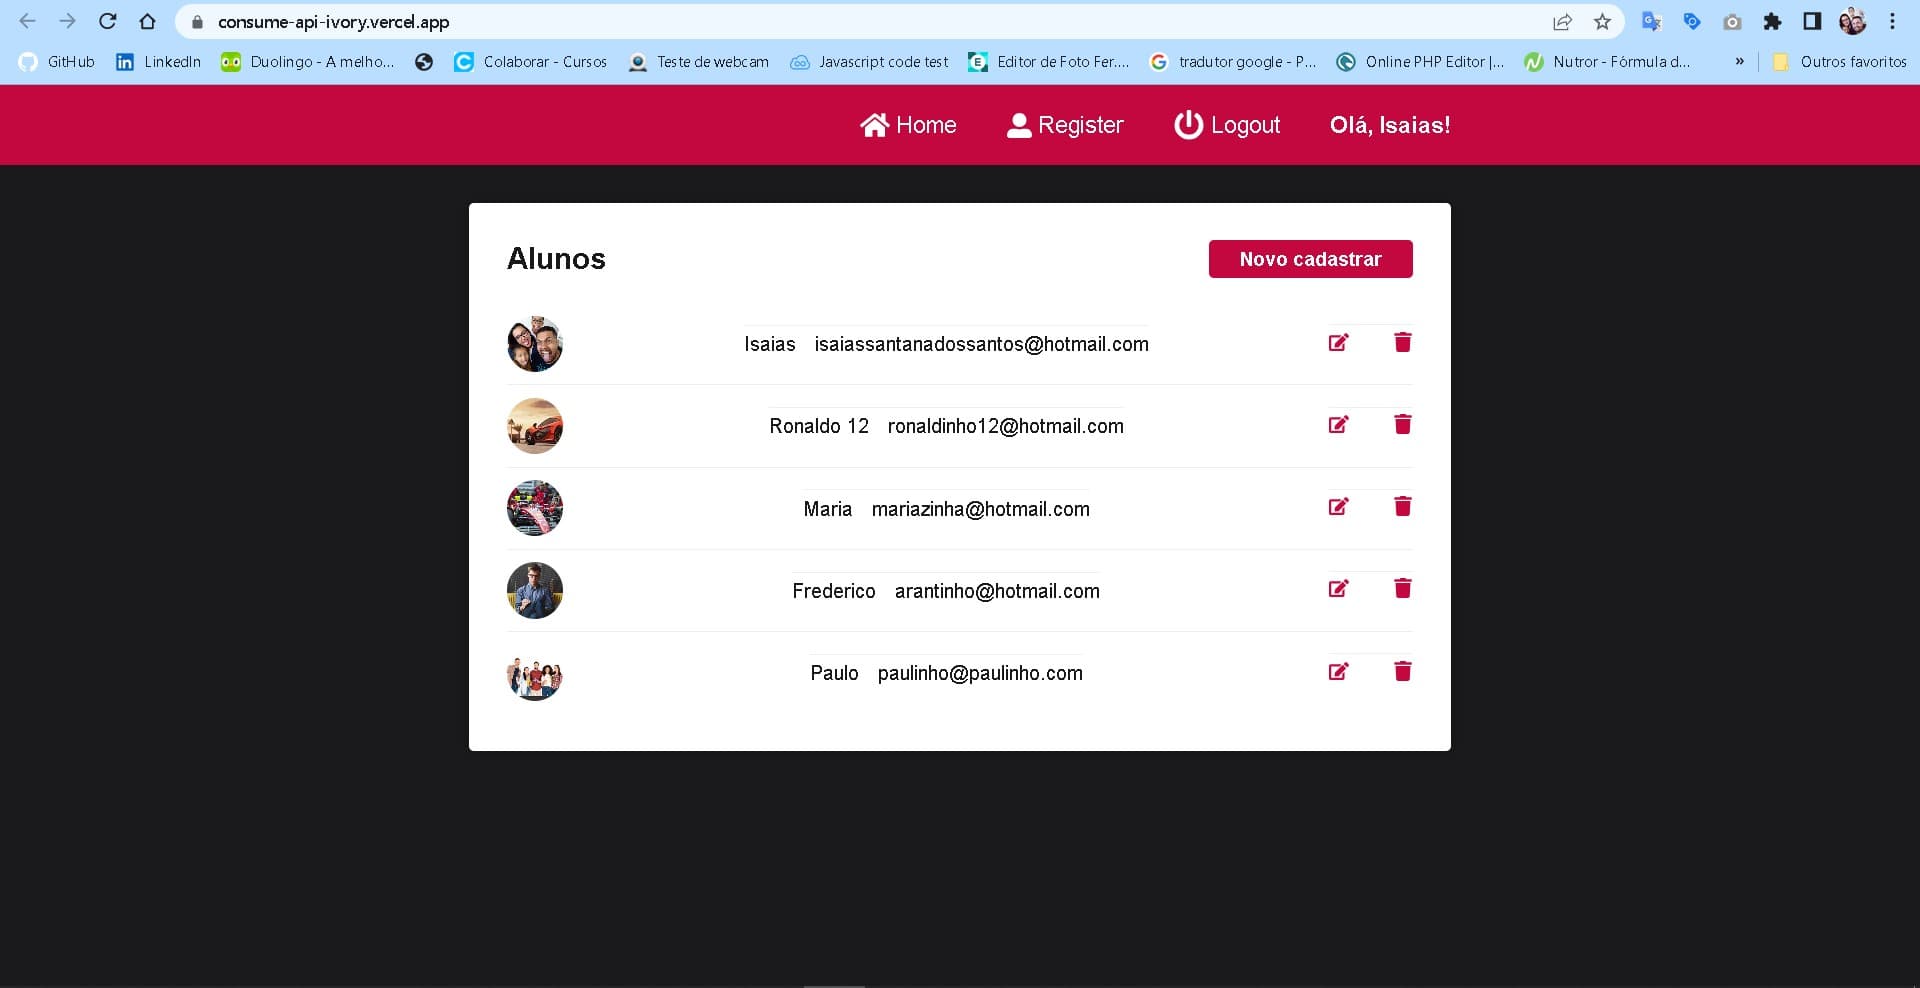 consume-api-ivory.vercel.app
GitHub LinkedIn Duolingo - A melho... Colaborar - Cursos Teste de webcam Javascript code test Editor de Foto Fer.... tradutor google - P... Online PHP Editor |... Nutror - Fórmula d... » Outros favoritos
Home Register Logout Olá, Isaias!
Alunos Novo cadastrar
Isaias isaiassantanadossantos@hotmail.com
Ronaldo 12 ronaldinho12@hotmail.com
Maria mariazinha@hotmail.com
Frederico arantinho@hotmail.com
Paulo paulinho@paulinho.com